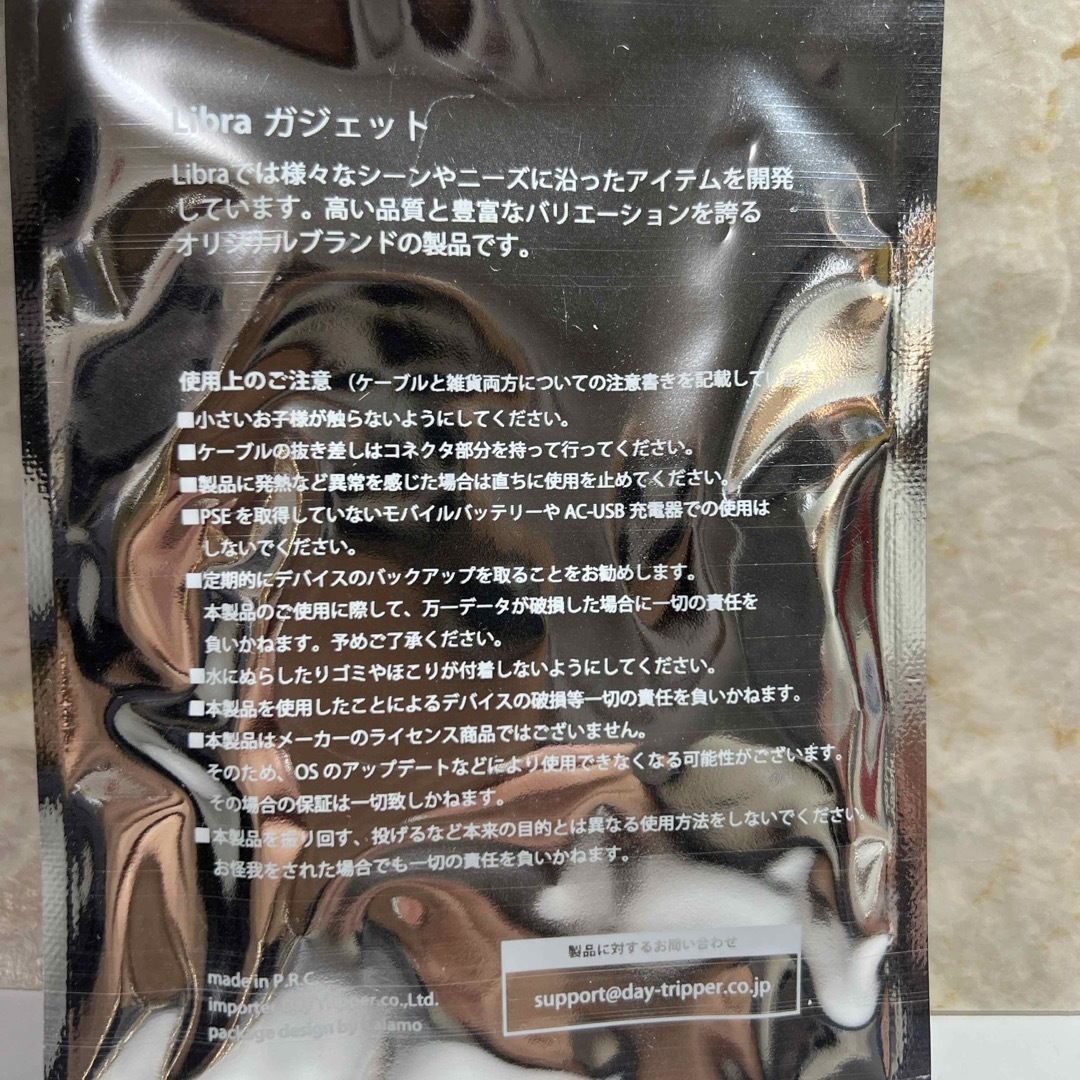 Libra ガジェット
Libraでは様々なシーンやニーズに沿ったアイテムを開発
しています。高い品質と豊富なバリエーションを誇る
オリジナルブランドの製品です。
使用上のご注意 （ケーブルと雑貨両方についての注意書きを記載しています
■小さいお子様が触らないようにしてください。
■ケーブルの抜き差しはコネクタ部分を持って行ってください。
■製品に発熱など異常を感じた場合は直ちに使用を止めてください。
■PSE を取得していないモバイルバッテリーや AC-USB 充電器での使用は
しないでください。
■定期的にデバイスのバックアップを取ることをお勧めします。
本製品のご使用に際して、万一データが破損した場合に一切の責任を
負いかねます。予めご了承ください。
■水にぬらしたりゴミやほこりが付着しないようにしてください。
■本製品を使用したことによるデバイスの破損等一切の責任を負いかねます。
■本製品はメーカーのライセンス商品ではございません。
そのため、OS のアップデートなどにより使用できなくなる可能性がございます。
その場合の保証は一切致しかねます。
■本製品を振り回す、投げるなど本来の目的とは異なる使用方法をしないでください。
お怪我をされた場合でも一切の責任を負いかねます。
製品に対するお問い合わせ
support@day-tripper.co.jp
made in P.R.C
imported by Tripper.co.,Ltd.
package design by